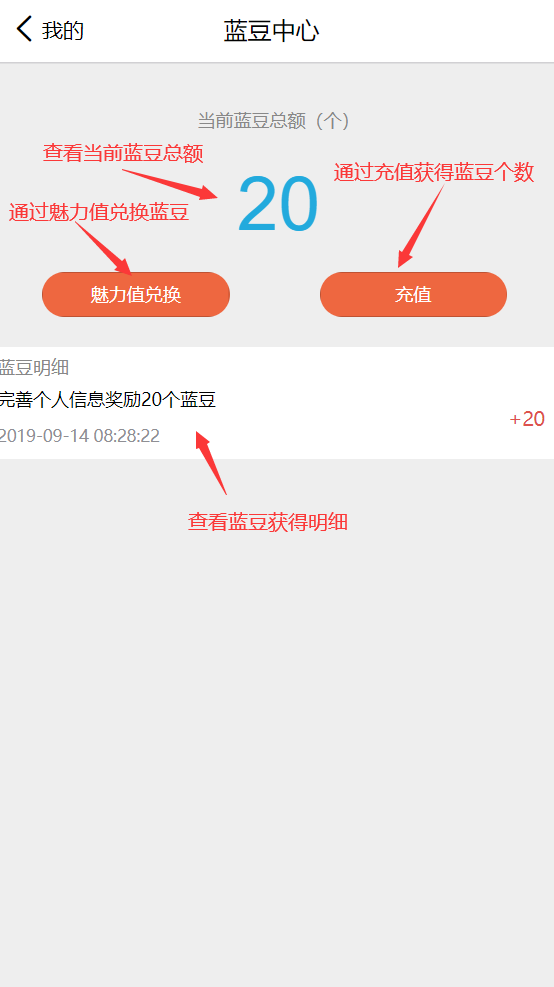 我的
蓝豆中心
当前蓝豆总额（个）
查看当前蓝豆总额
通过充值获得蓝豆个数
20
通过魅力值兑换蓝豆
魅力值兑换
充值
蓝豆明细
完善个人信息奖励20个蓝豆
+20
2019-09-14 08:28:22
查看蓝豆获得明细